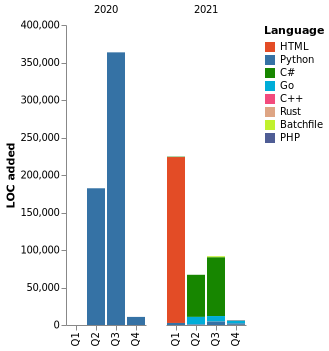 2020 2021
Language
HTML
Python
C#
Go
C++
Rust
Batchfile
PHP
LOC added
400,000
350,000
300,000
250,000
200,000
150,000
100,000
50,000
0
Q1 Q2 Q3 Q4 Q1 Q2 Q3 Q4